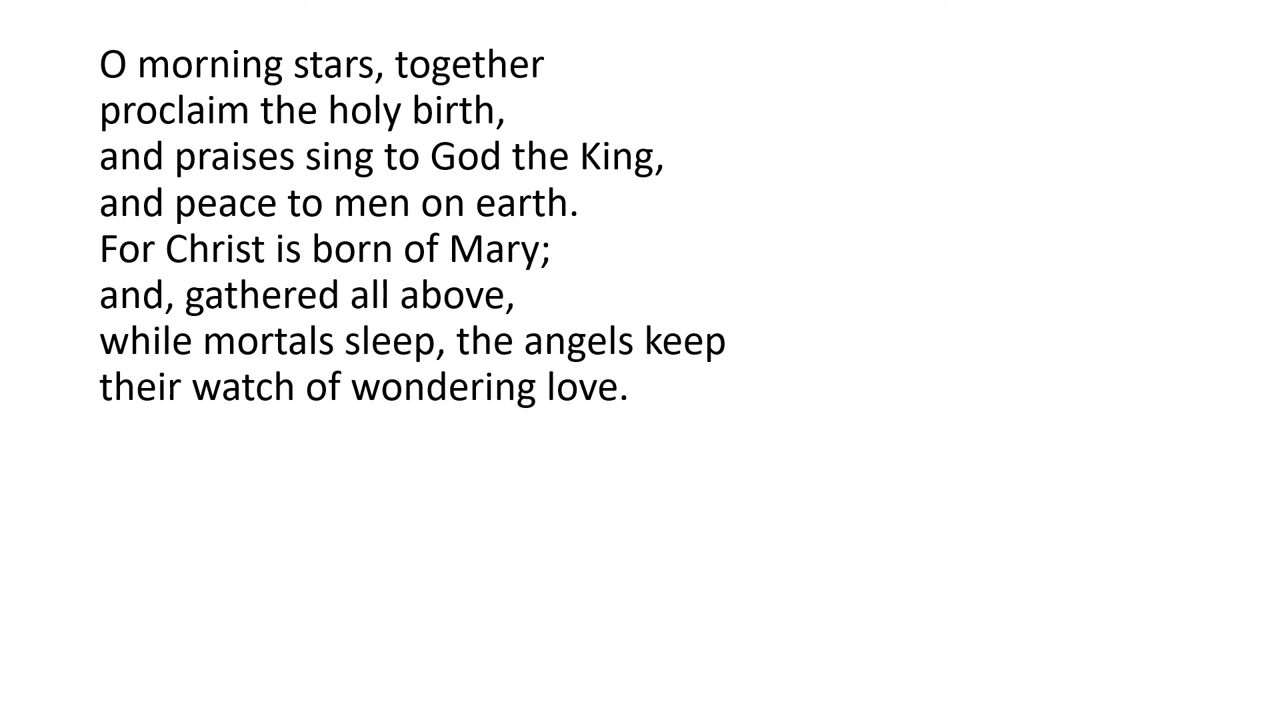 O morning stars, together
proclaim the holy birth,
and praises sing to God the King,
and peace to men on earth.
For Christ is born of Mary;
and, gathered all above,
while mortals sleep, the angels keep
their watch of wondering love.